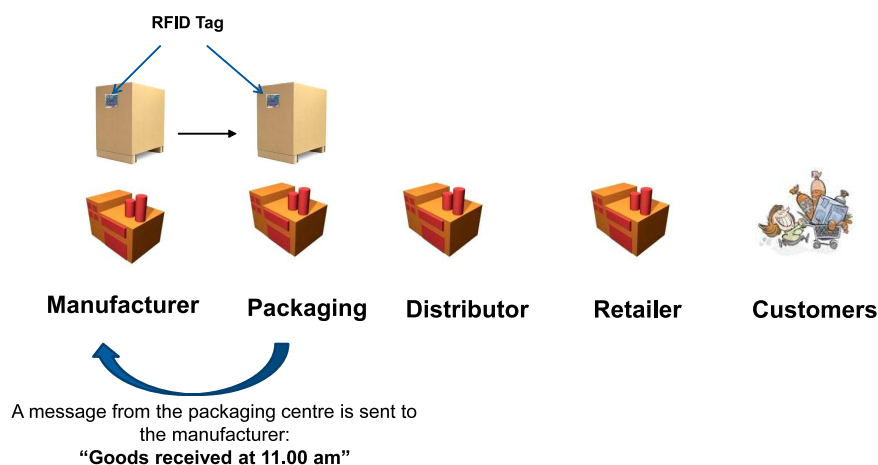 RFID Tag
Manufacturer
Packaging
Distributor
Retailer
Customers
A message from the packaging centre is sent to
the manufacturer:
“Goods received at 11.00 am”